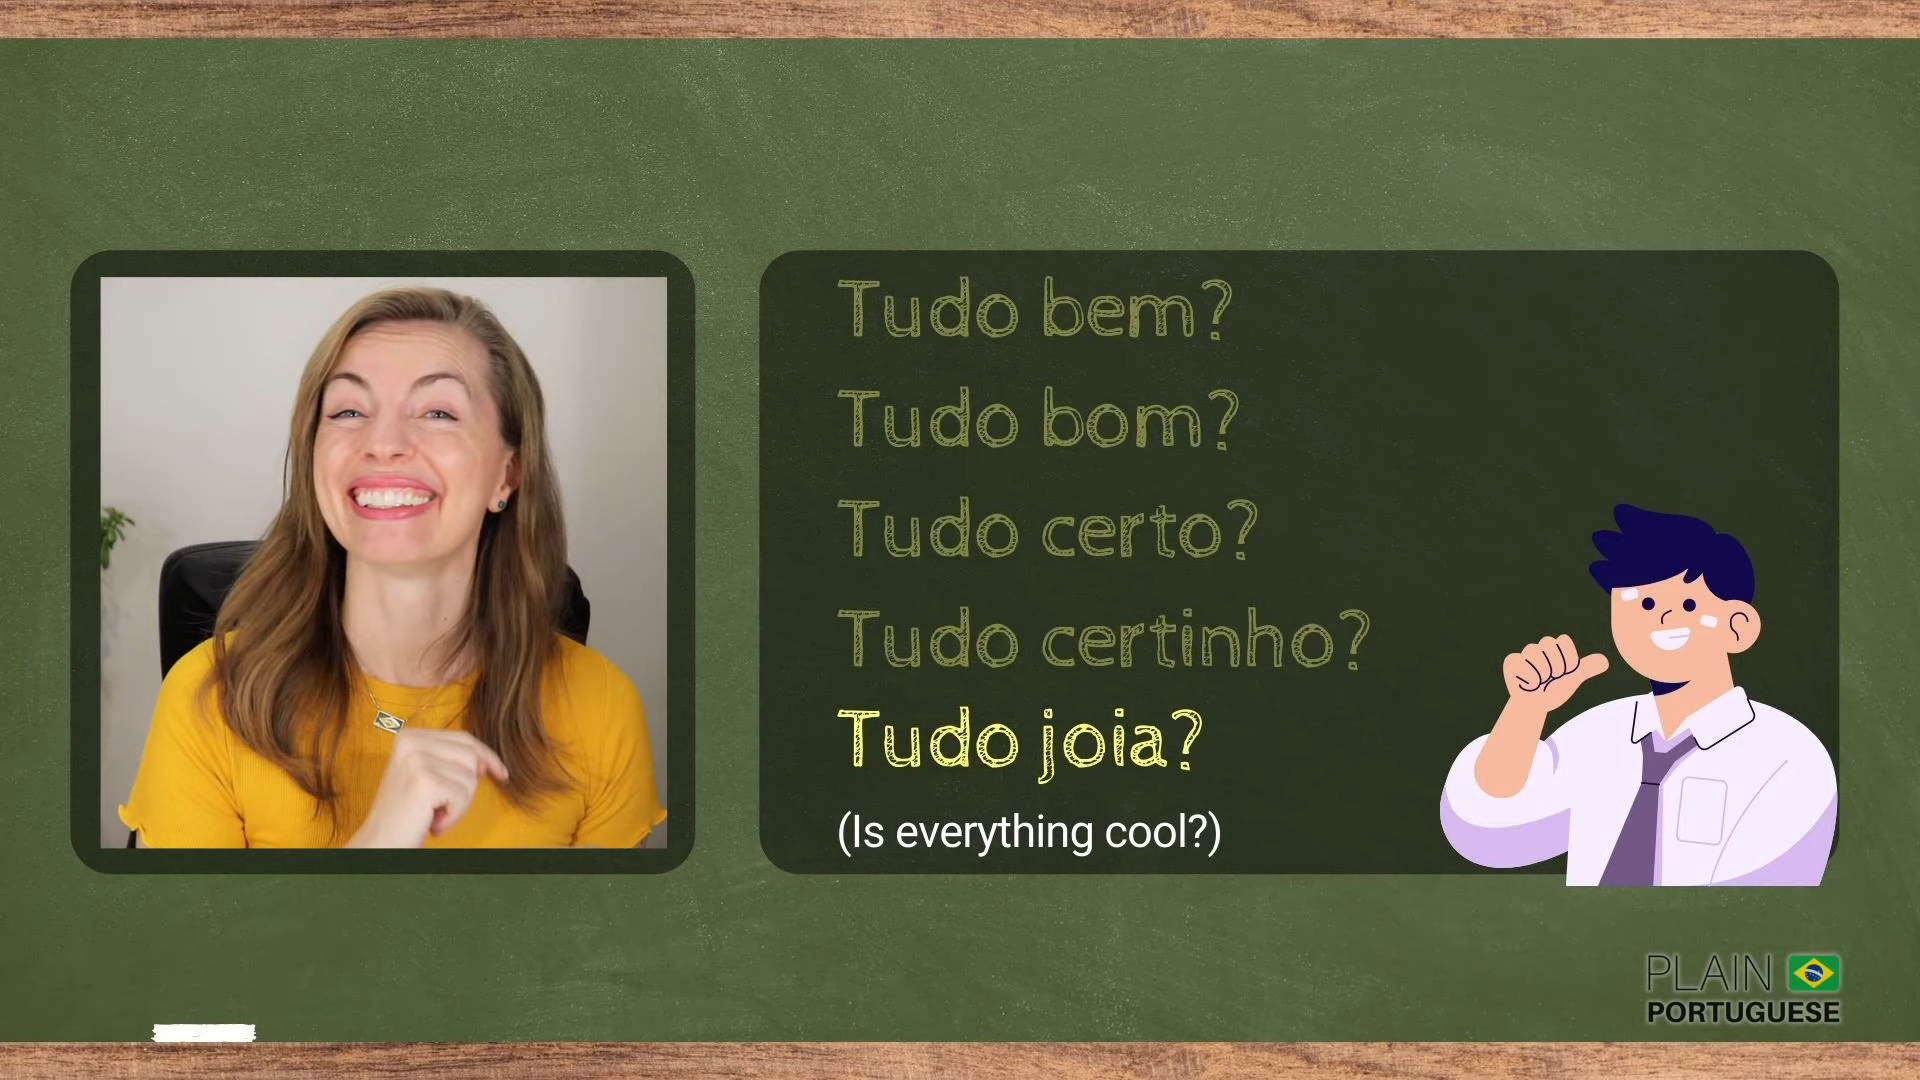 Tudo bem?
Tudo bom?
Tudo certo?
Tudo certinho?
Tudo joia?
(Is everything cool?)
PLAIN
PORTUGUESE